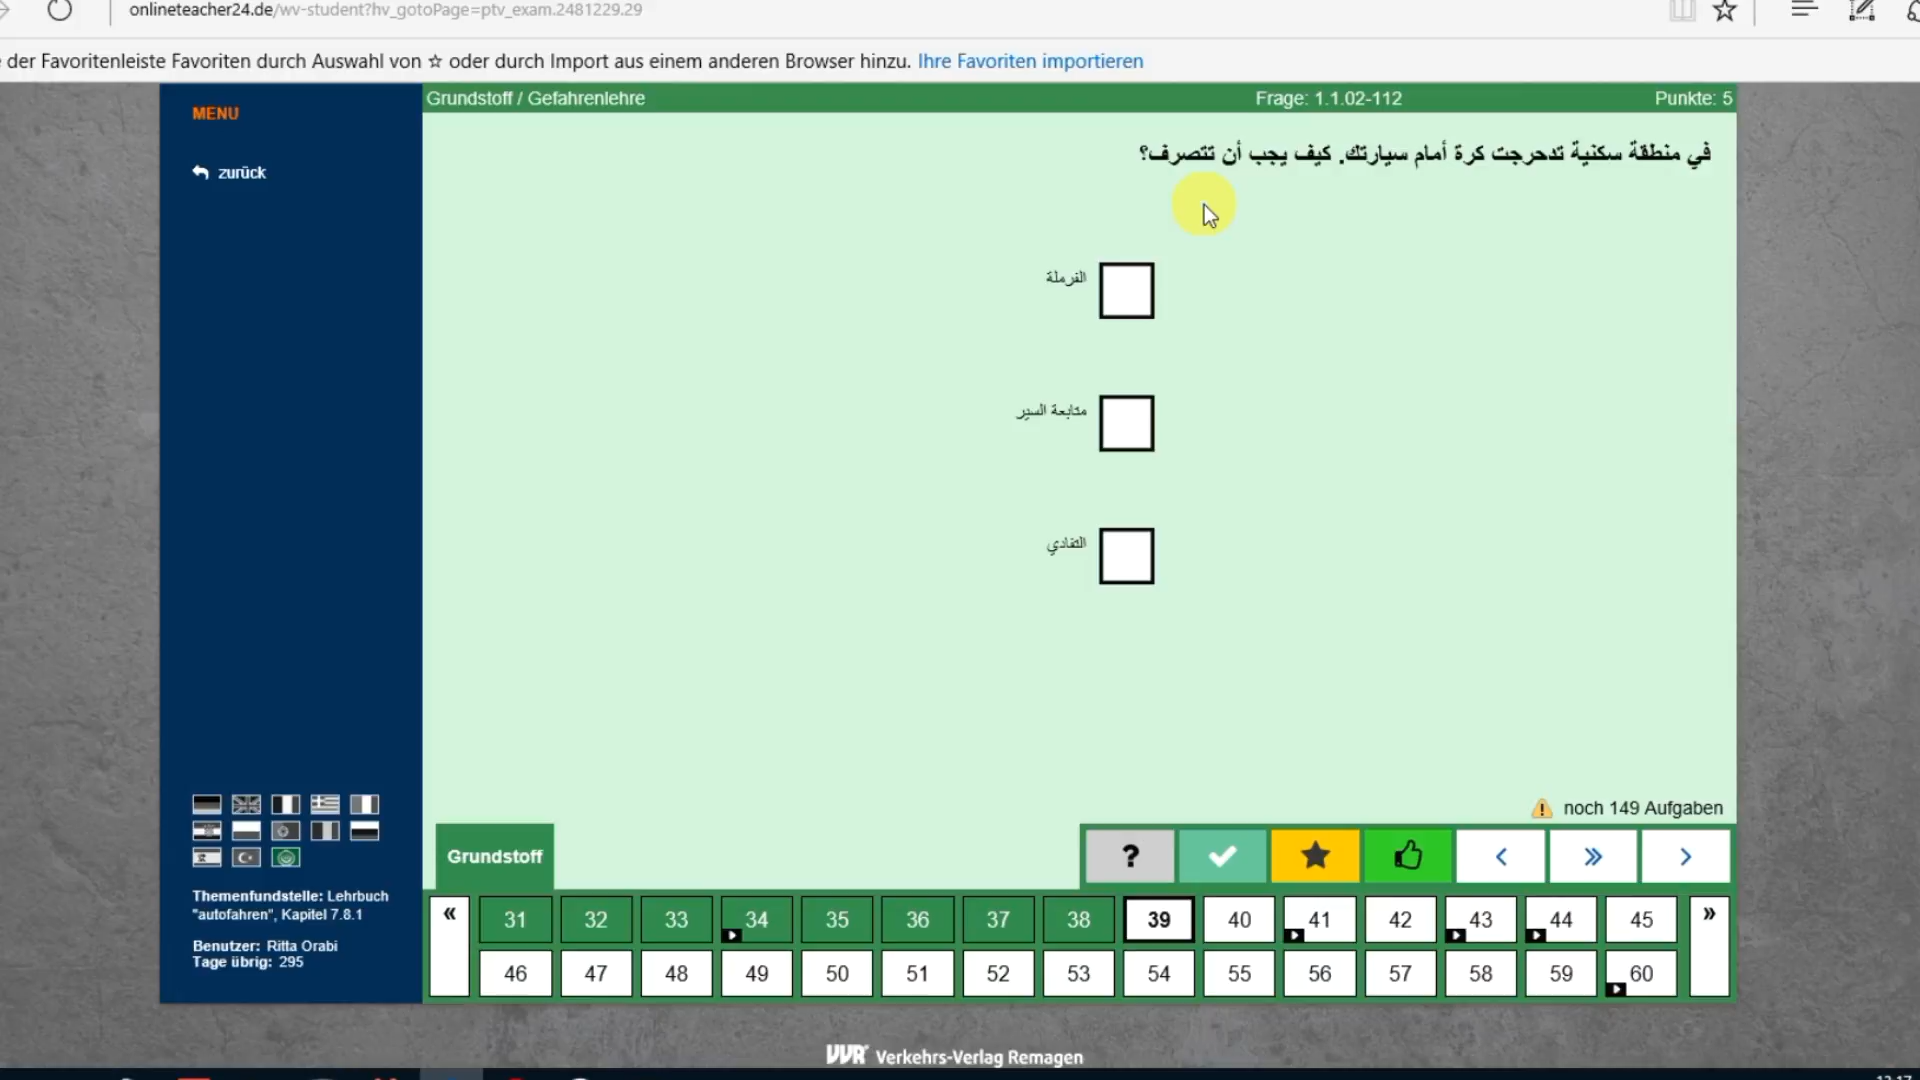 onlineteacher24.de/wv-student?hv_gotoPage=ptv_exam.2481229.29
der Favoritenleiste Favoriten durch Auswahl von ☆ oder durch Import aus einem anderen Browser hinzu. Ihre Favoriten importieren
MENU
zurück
Grundstoff / Gefahrenlehre
Frage: 1.1.02-112
Punkte: 5
في منطقة سكنية تدحرجت كرة أمام سيارتك. كيف يجب أن تتصرف؟
الفرملة
متابعة السير
التفادي
noch 149 Aufgaben
Grundstoff
?
« 31 32 33 34 35 36 37 38 39 40 41 42 43 44 45 »
46 47 48 49 50 51 52 53 54 55 56 57 58 59 60
Themenfundstelle: Lehrbuch
"autofahren", Kapitel 7.8.1
Benutzer: Ritta Orabi
Tage übrig: 295
VVR Verkehrs-Verlag Remagen